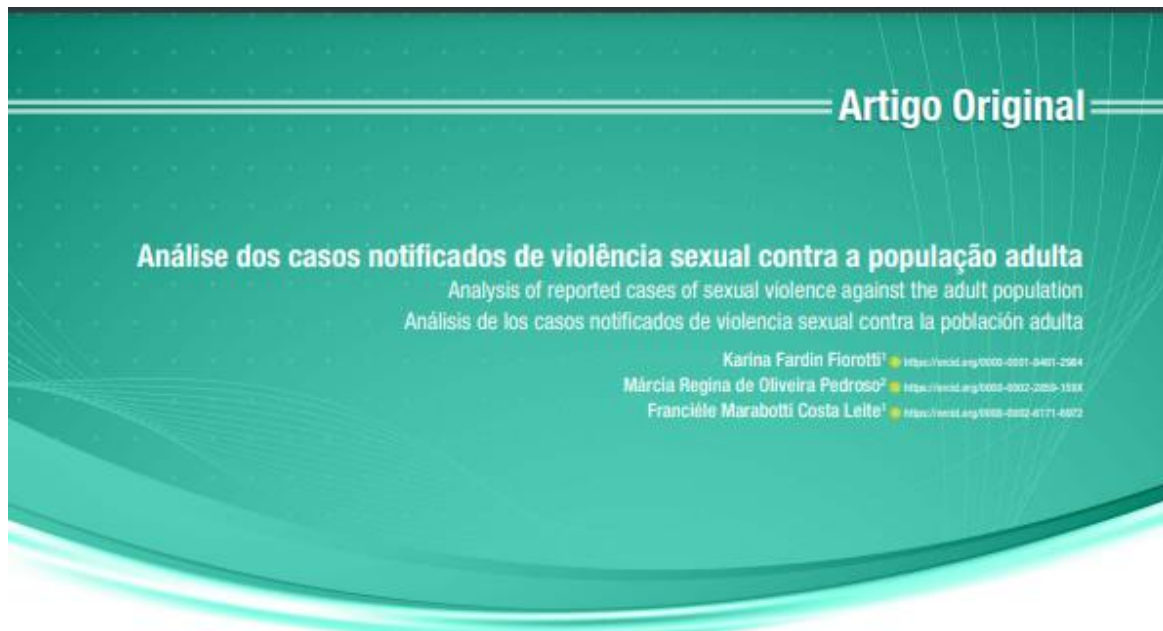 Artigo Original
Análise dos casos notificados de violência sexual contra a população adulta
Analysis of reported cases of sexual violence against the adult population
Análisis de los casos notificados de violencia sexual contra la población adulta
Karina Fardin Fiorotti¹
Márcia Regina de Oliveira Pedroso²
Franciéle Marabotti Costa Leite¹